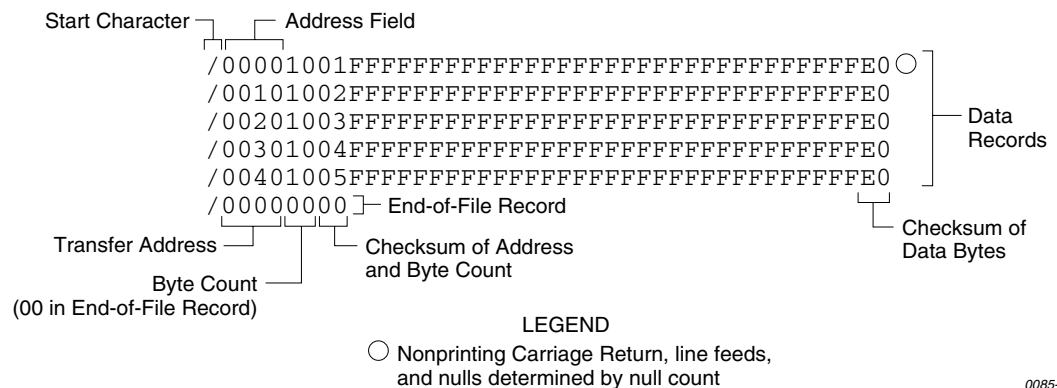 Start Character
Address Field
/00001001FFFFFFFFFFFFFFFFFFFFFFFFFFFFFFFFE0
/00101002FFFFFFFFFFFFFFFFFFFFFFFFFFFFFFFFE0
/00201003FFFFFFFFFFFFFFFFFFFFFFFFFFFFFFFFE0
/00301004FFFFFFFFFFFFFFFFFFFFFFFFFFFFFFFFE0
/00401005FFFFFFFFFFFFFFFFFFFFFFFFFFFFFFFFE0
/00000000
Data
Records
End-of-File Record
Transfer Address
Checksum of Address
and Byte Count
Checksum of
Data Bytes
Byte Count
(00 in End-of-File Record)
LEGEND
Nonprinting Carriage Return, line feeds,
and nulls determined by null count
0085-